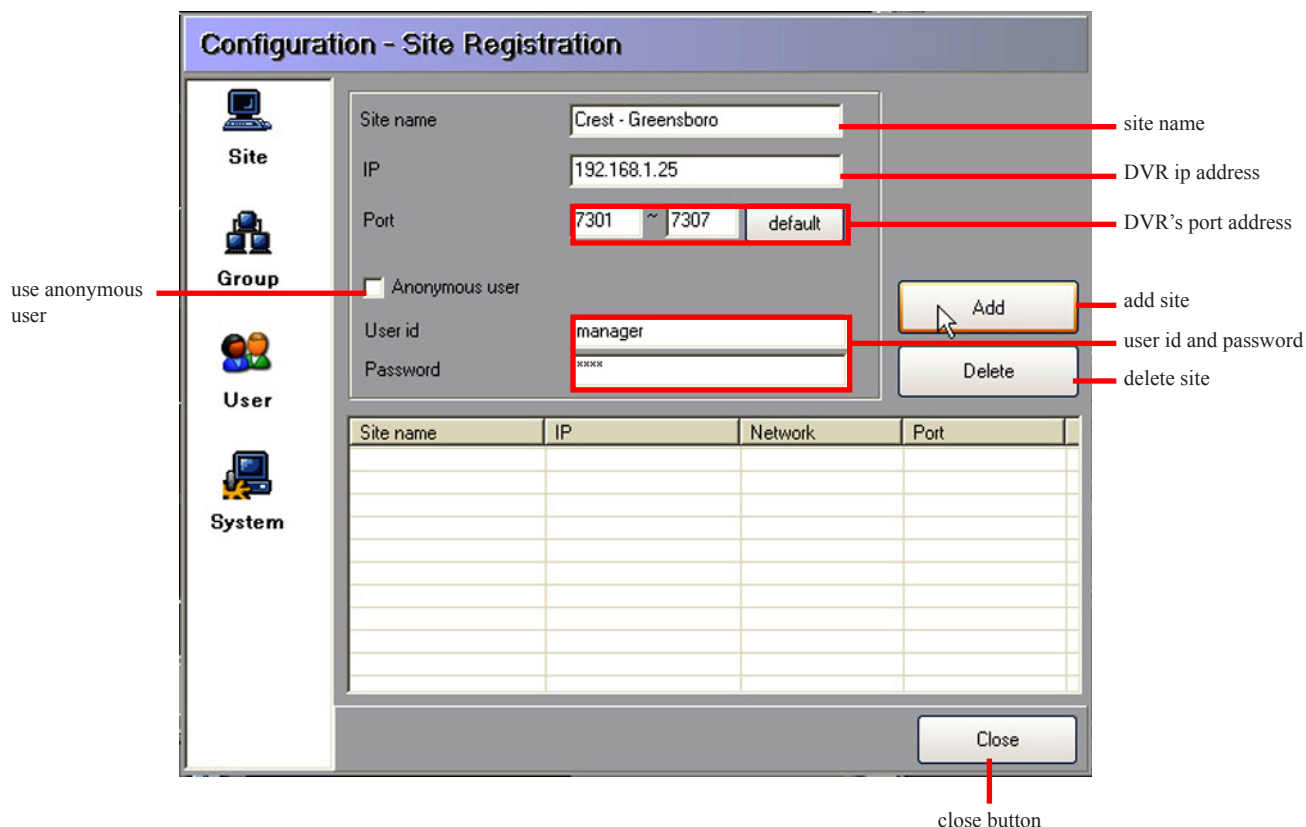 Configuration - Site Registration
Site
Group
User
System
Site name
Crest - Greensboro
IP
192.168.1.25
Port
7301 ~ 7307 default
Anonymous user
User id
manager
Password
xxxx
Add
Delete
Site name IP Network Port
Close
site name
DVR ip address
DVR's port address
use anonymous
user
add site
user id and password
delete site
close button